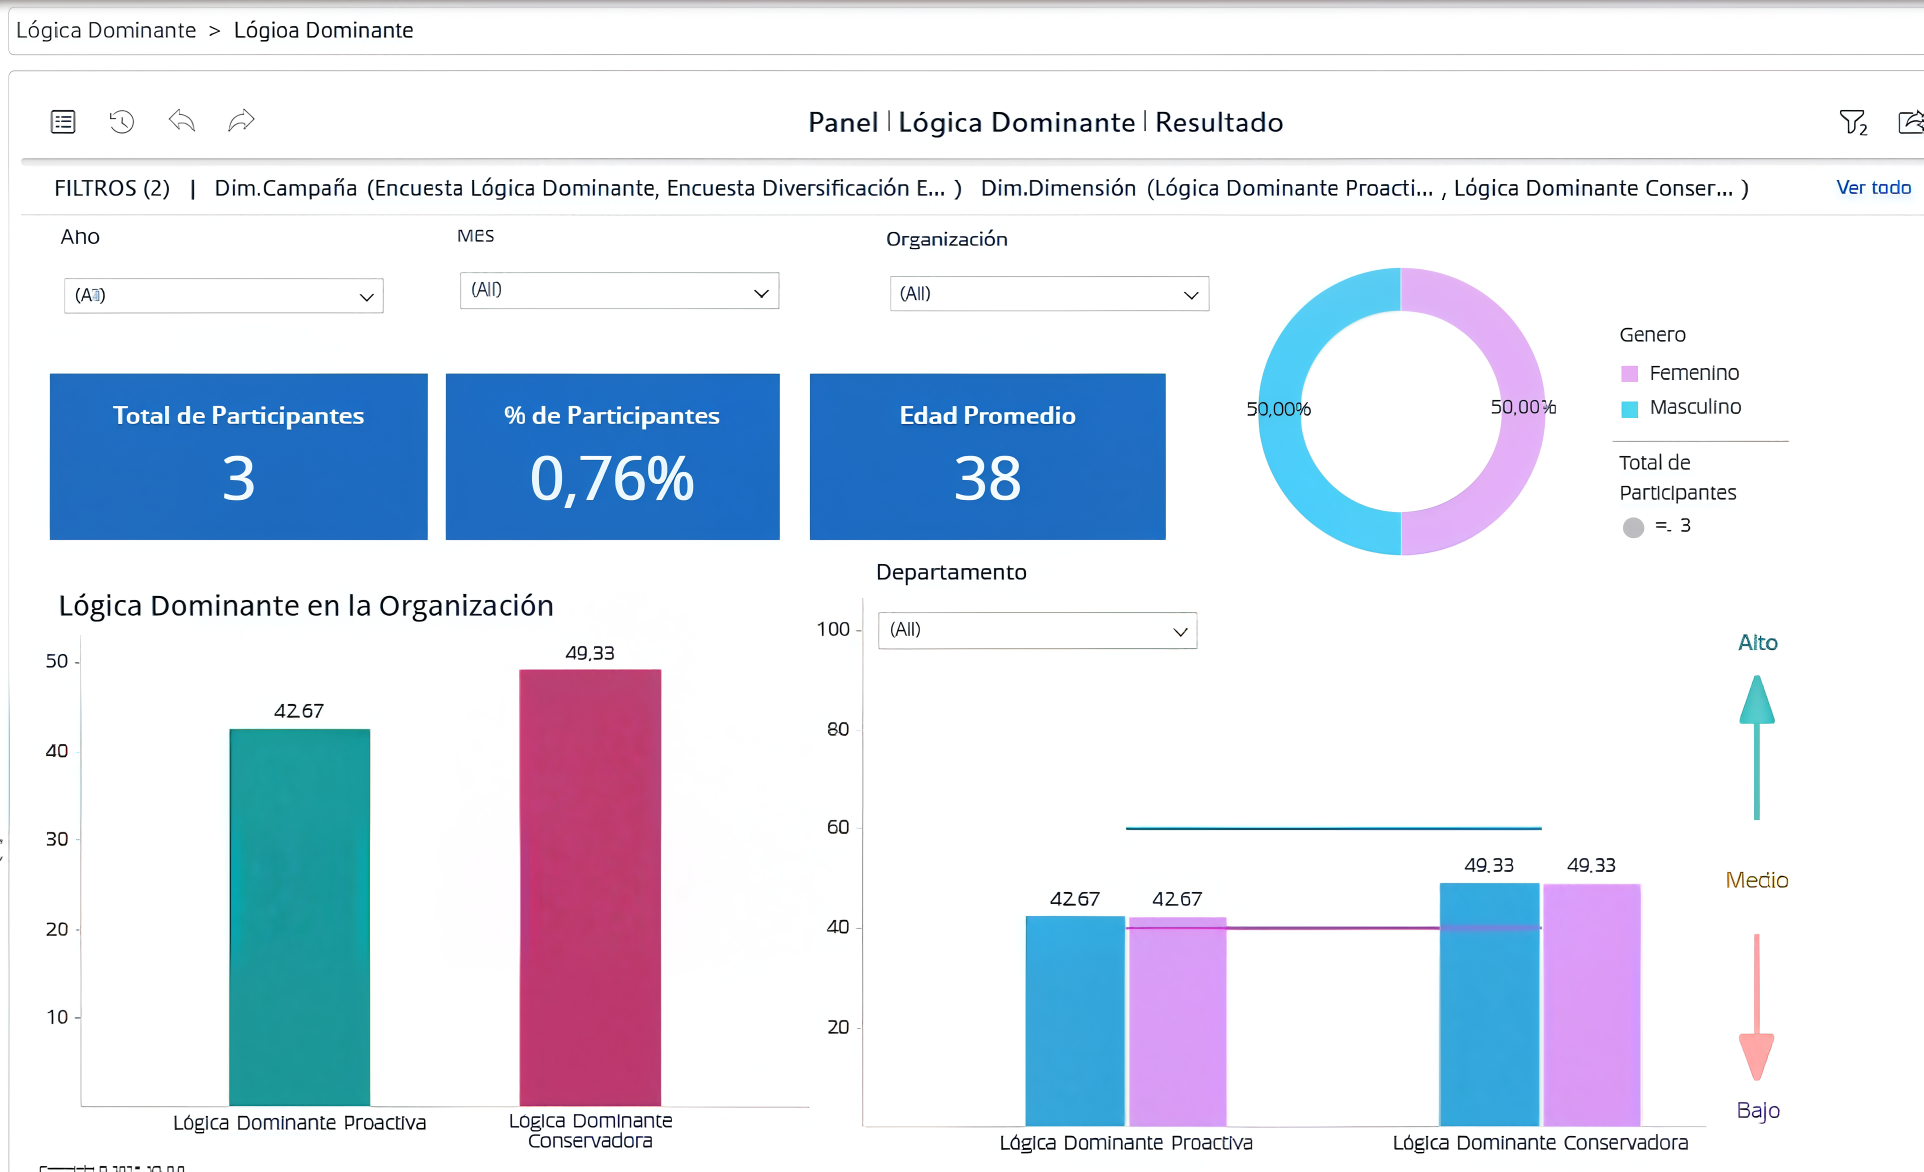 Lógica Dominante > Lógioa Dominante
Panel | Lógica Dominante | Resultado
2
FILTROS (2) | Dim.Campaña (Encuesta Lógica Dominante, Encuesta Diversificación E... ) Dim.Dimensión (Lógica Dominante Proacti... , Lógica Dominante Conser... ) Ver todo
Aho
MES
Organización
(All)
(All)
(All)
Total de Participantes
3
% de Participantes
0,76%
Edad Promedio
38
50,00%
50,00%
Genero
Femenino
Masculino
Total de
Participantes
=. 3
Lógica Dominante en la Organización
50
40
30
20
10
42.67
49.33
Lógica Dominante Proactiva
Lógica Dominante
Conservadora
Departamento
(All)
100
80
60
40
20
42.67
42.67
49.33
49.33
Lógica Dominante Proactiva
Lógica Dominante Conservadora
Alto
Medio
Bajo